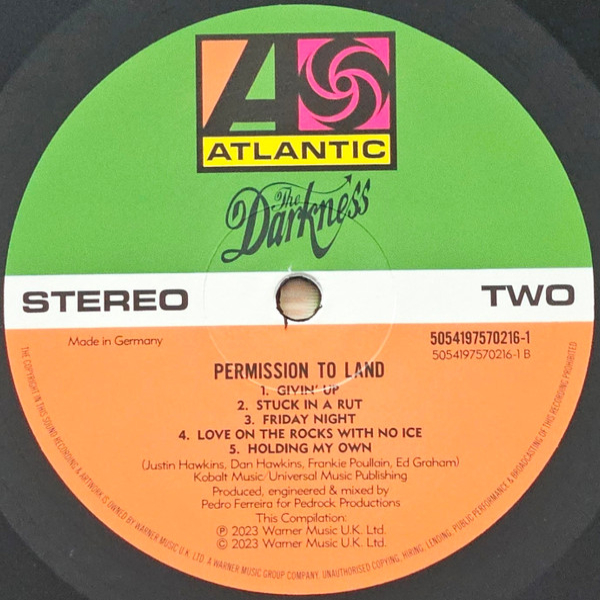 ATLANTIC
The
Darkness
STEREO
TWO
Made in Germany
5054197570216-1
5054197570216-1 B
PERMISSION TO LAND
1. GIVIN' UP
2. STUCK IN A RUT
3. FRIDAY NIGHT
4. LOVE ON THE ROCKS WITH NO ICE
5. HOLDING MY OWN
(Justin Hawkins, Dan Hawkins, Frankie Poullain, Ed Graham)
Kobalt Music/Universal Music Publishing
Produced, engineered & mixed by
Pedro Ferreira for Pedrock Productions
This Compilation:
℗ 2023 Warner Music U.K. Ltd.
© 2023 Warner Music U.K. Ltd.
THE COPYRIGHT IN THIS SOUND RECORDING & ARTWORK IS OWNED BY WARNER MUSIC U.K. LTD. A WARNER MUSIC GROUP COMPANY. UNAUTHORISED COPYING, HIRING, LENDING, PUBLIC PERFORMANCE & BROADCASTING OF THIS RECORDING PROHIBITED